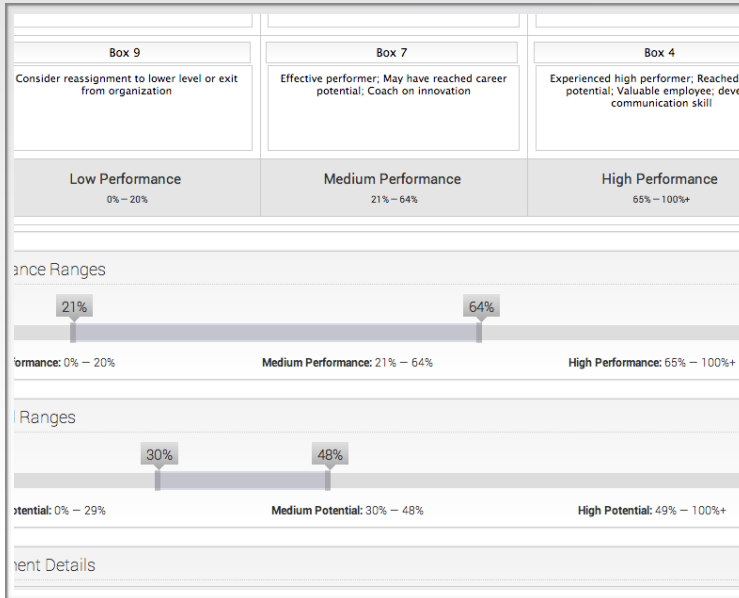 Box 9
Box 7
Box 4
Consider reassignment to lower level or exit
from organization
Effective performer; May have reached career
potential; Coach on innovation
Experienced high performer; Reached
potential; Valuable employee; deve
communication skill
Low Performance
Medium Performance
High Performance
0% — 20%
21% — 64%
65% — 100%+
ance Ranges
21%
64%
formance: 0% — 20%
Medium Performance: 21% — 64%
High Performance: 65% — 100%+
Ranges
30%
48%
otential: 0% — 29%
Medium Potential: 30% — 48%
High Potential: 49% — 100%+
ment Details